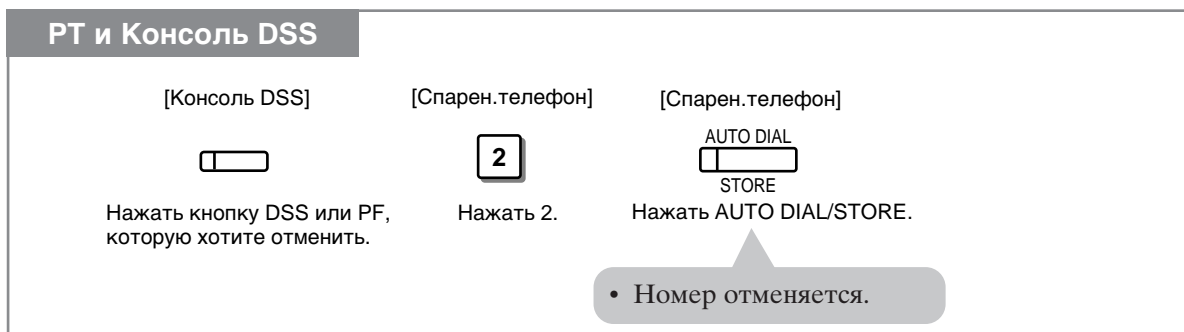 РТ и Консоль DSS
[Консоль DSS]
[Спарен.телефон]
[Спарен.телефон]
2
AUTO DIAL
STORE
Нажать кнопку DSS или PF,
которую хотите отменить.
Нажать 2.
Нажать AUTO DIAL/STORE.
• Номер отменяется.